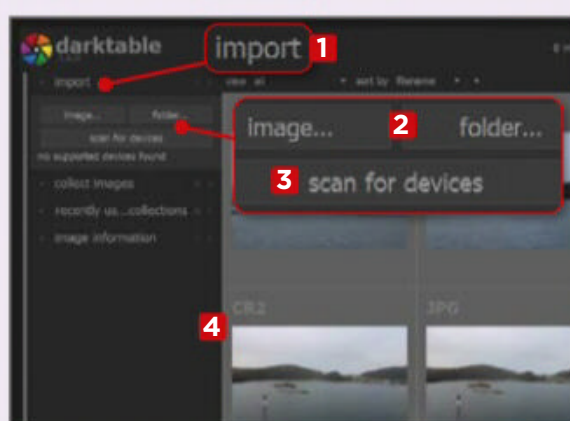 darktable
import 1
import
view all sort by filename
image... folder...
scan for devices
no supported devices found
image... 2 folder...
3 scan for devices
collect images
recently us...collections
image information
CR2 JPG
4